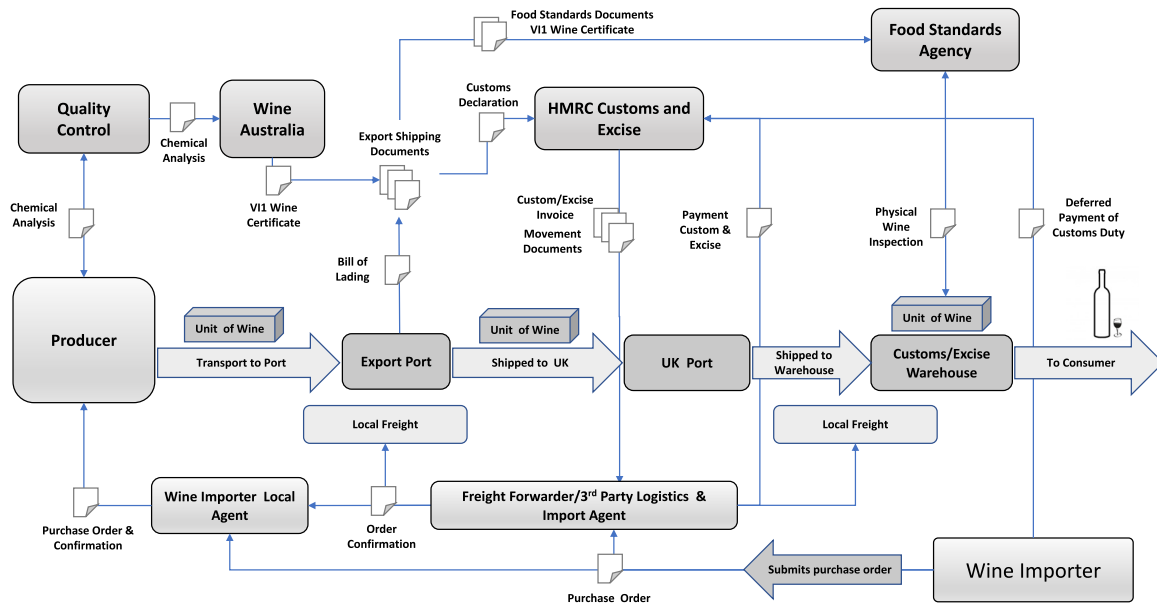 Food Standards Documents
VI1 Wine Certificate
Food Standards
Agency
Quality
Control
Chemical
Analysis
Wine
Australia
Customs
Declaration
HMRC Customs and
Excise
Export Shipping
Documents
VI1 Wine
Certificate
Chemical
Analysis
Bill of
Lading
Custom/Excise
Invoice
Movement
Documents
Payment
Custom &
Excise
Physical
Wine
Inspection
Deferred
Payment of
Customs Duty
Producer
Unit of Wine
Transport to Port
Export Port
Unit of Wine
Shipped to UK
UK Port
Shipped to
Warehouse
Unit of Wine
Customs/Excise
Warehouse
To Consumer
Local Freight
Local Freight
Wine Importer Local
Agent
Freight Forwarder/3rd Party Logistics &
Import Agent
Purchase Order &
Confirmation
Order
Confirmation
Purchase Order
Submits purchase order
Wine Importer